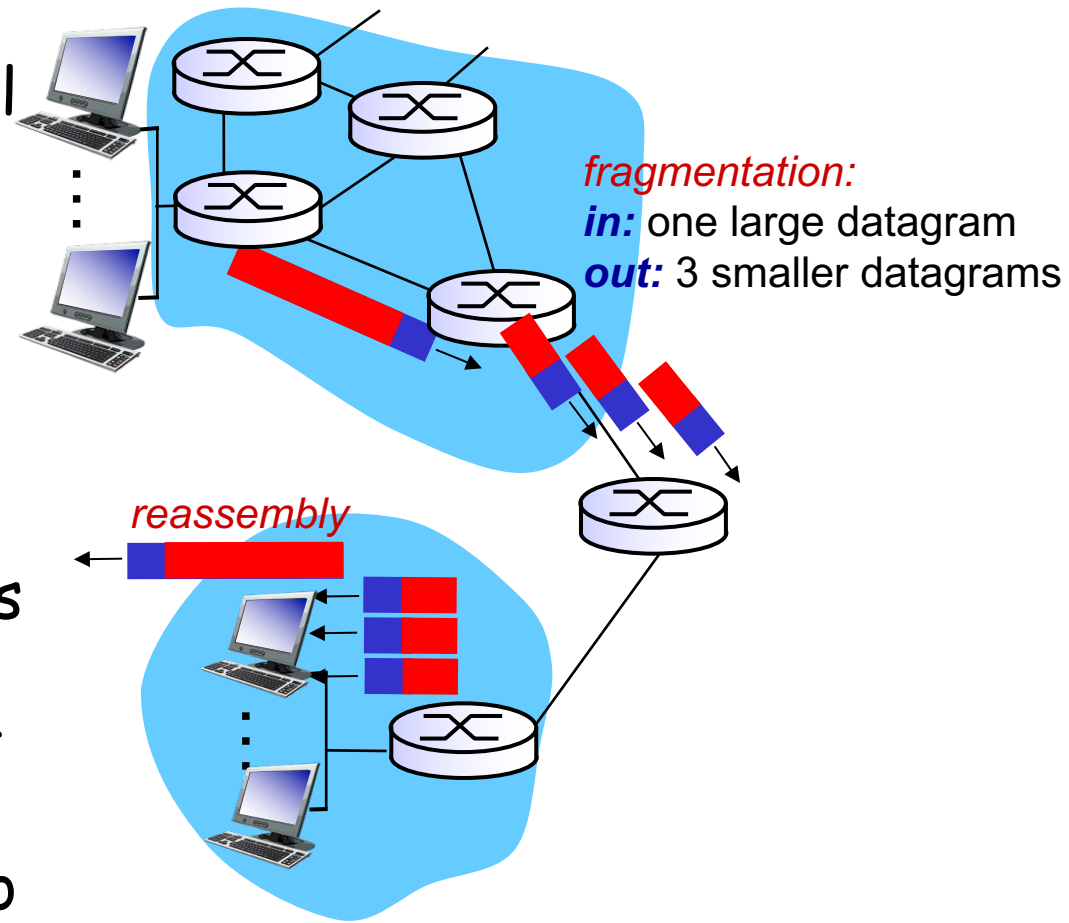 fragmentation:
in: one large datagram
out: 3 smaller datagrams
reassembly